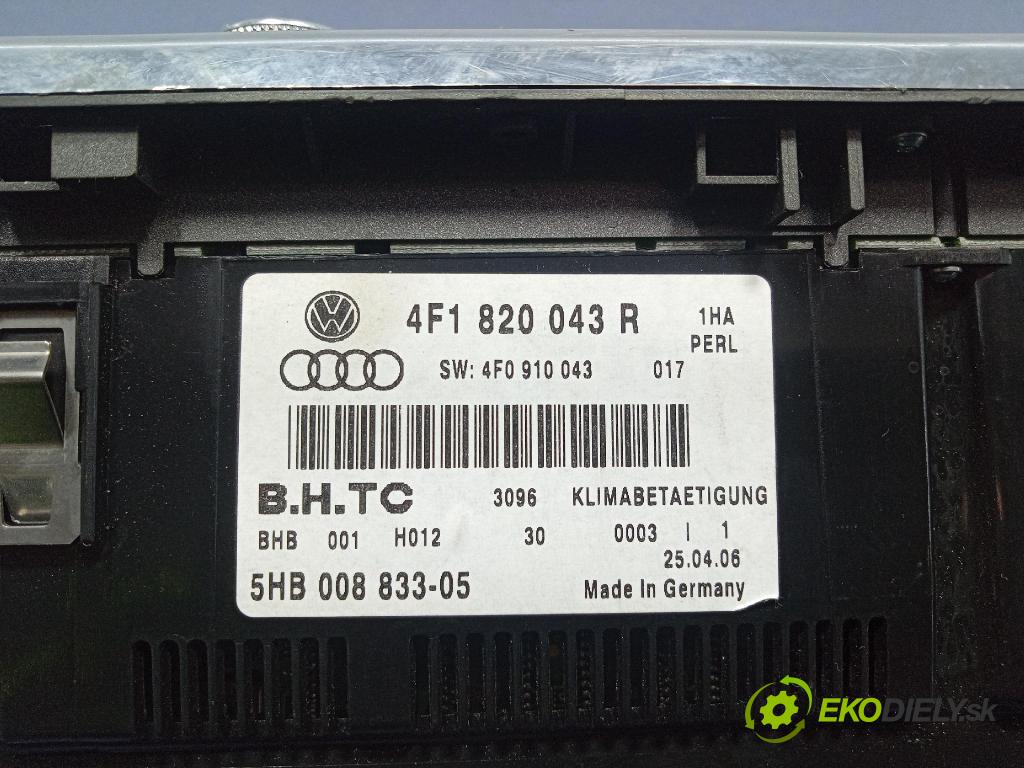 4F1 820 043 R 1HA
PERL
SW: 4F0 910 043 017
B.H.TC 3096 KLIMABETAETIGUNG
BHB 001 H012 30 0003 | 1
25.04.06
5HB 008 833-05 Made in Germany
EKODIELY.sk